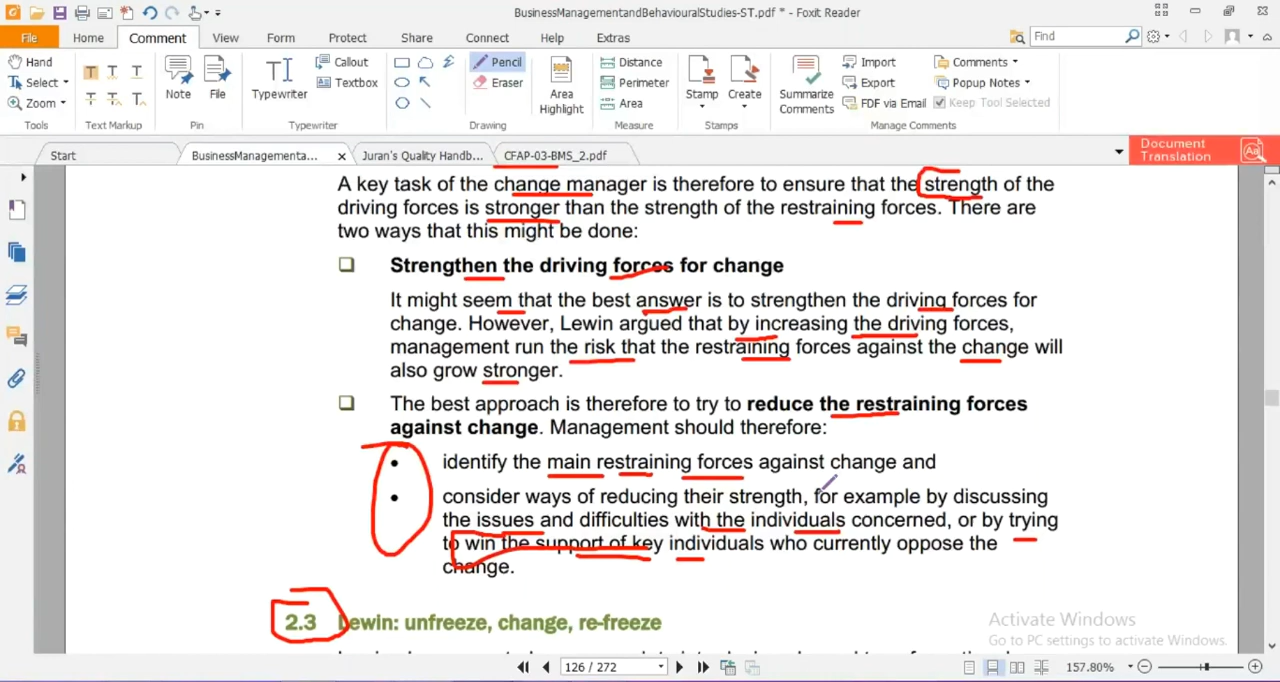 BusinessManagementandBehaviouralStudies-ST.pdf * - Foxit Reader
File Home Comment View Form Protect Share Connect Help Extras Find
Hand Callout Pencil Distance Import Comments
Select Note File Typewriter Textbox Eraser Area Highlight Perimeter Stamp Create Summarize Comments Export Popup Notes
Zoom Area FDF via Email Keep Tool Selected
Tools Text Markup Pin Typewriter Drawing Measure Stamps Manage Comments
Start BusinessManagementa... x Juran's Quality Handb... CFAP-03-BMS_2.pdf Document Translation
A key task of the change manager is therefore to ensure that the strength of the
driving forces is stronger than the strength of the restraining forces. There are
two ways that this might be done:
❑ Strengthen the driving forces for change
It might seem that the best answer is to strengthen the driving forces for
change. However, Lewin argued that by increasing the driving forces,
management run the risk that the restraining forces against the change will
also grow stronger.
❑ The best approach is therefore to try to reduce the restraining forces
against change. Management should therefore:
• identify the main restraining forces against change and
• consider ways of reducing their strength, for example by discussing
the issues and difficulties with the individuals concerned, or by trying
to win the support of key individuals who currently oppose the
change.
2.3 Lewin: unfreeze, change, re-freeze
Activate Windows
Go to PC settings to activate Windows.
126 / 272 157.80%